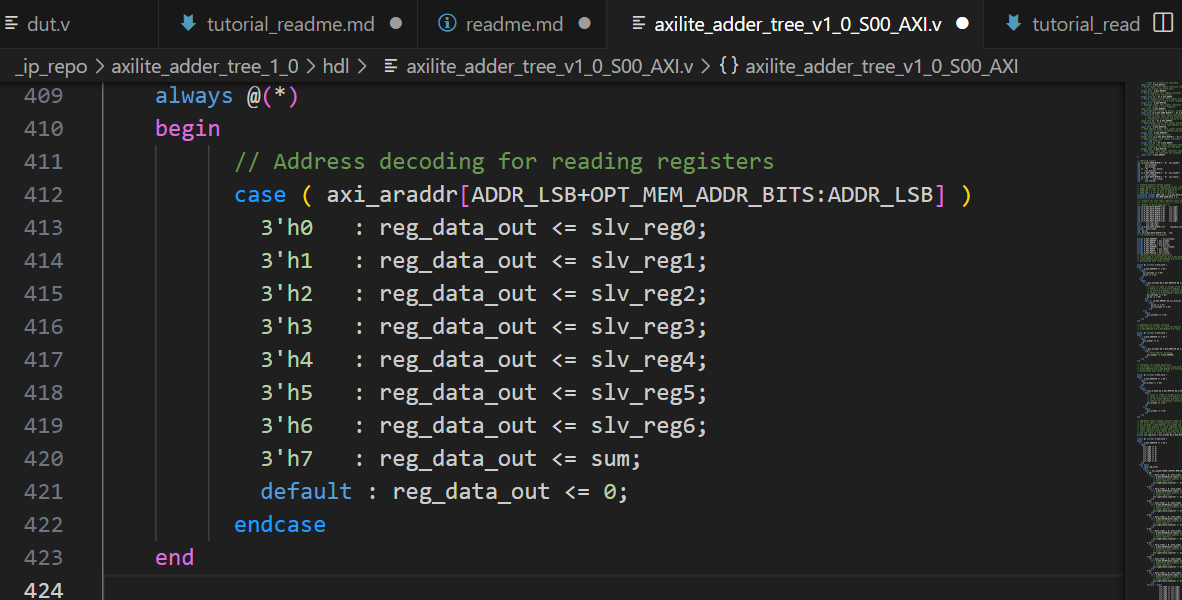 dut.v tutorial_readme.md readme.md axilite_adder_tree_v1_0_S00_AXI.v tutorial_read
_ip_repo > axilite_adder_tree_1_0 > hdl > axilite_adder_tree_v1_0_S00_AXI.v > {} axilite_adder_tree_v1_0_S00_AXI
409 always @(*)
410 begin
411 // Address decoding for reading registers
412 case ( axi_araddr[ADDR_LSB+OPT_MEM_ADDR_BITS:ADDR_LSB] )
413 3'h0 : reg_data_out <= slv_reg0;
414 3'h1 : reg_data_out <= slv_reg1;
415 3'h2 : reg_data_out <= slv_reg2;
416 3'h3 : reg_data_out <= slv_reg3;
417 3'h4 : reg_data_out <= slv_reg4;
418 3'h5 : reg_data_out <= slv_reg5;
419 3'h6 : reg_data_out <= slv_reg6;
420 3'h7 : reg_data_out <= sum;
421 default : reg_data_out <= 0;
422 endcase
423 end
424